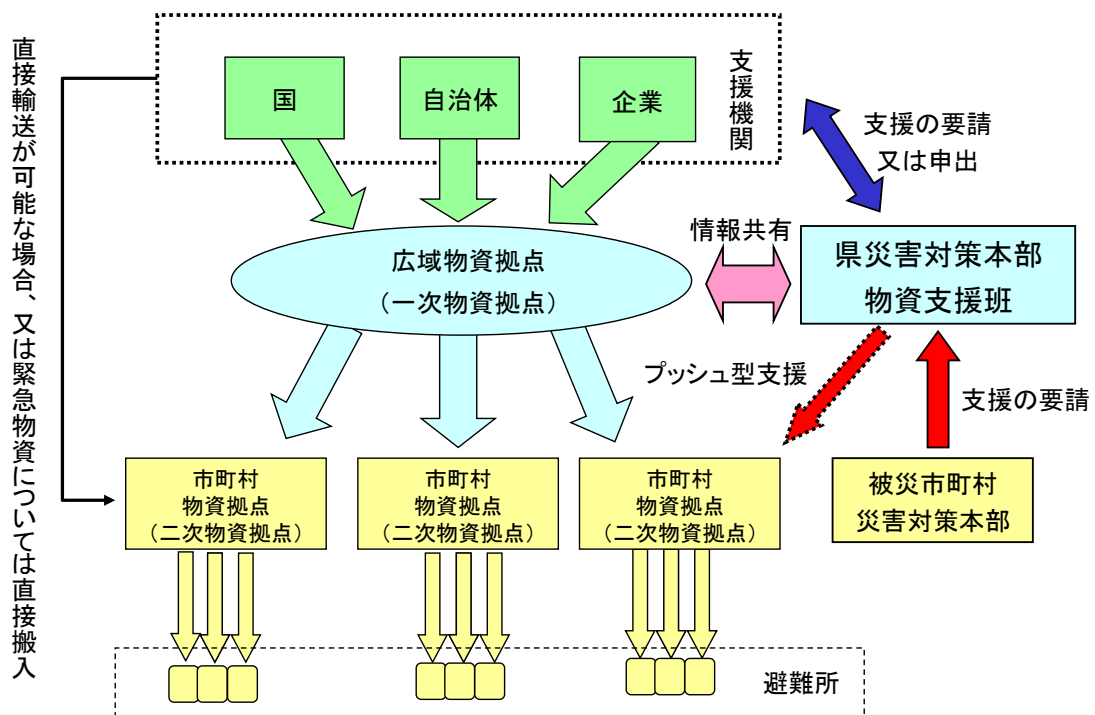 直接輸送が可能な場合、又は緊急物資については直接搬入
国
自治体
企業
支援機関
支援の要請
又は申出
広域物資拠点
（一次物資拠点）
情報共有
県災害対策本部
物資支援班
プッシュ型支援
支援の要請
市町村
物資拠点
（二次物資拠点）
市町村
物資拠点
（二次物資拠点）
市町村
物資拠点
（二次物資拠点）
被災市町村
災害対策本部
避難所